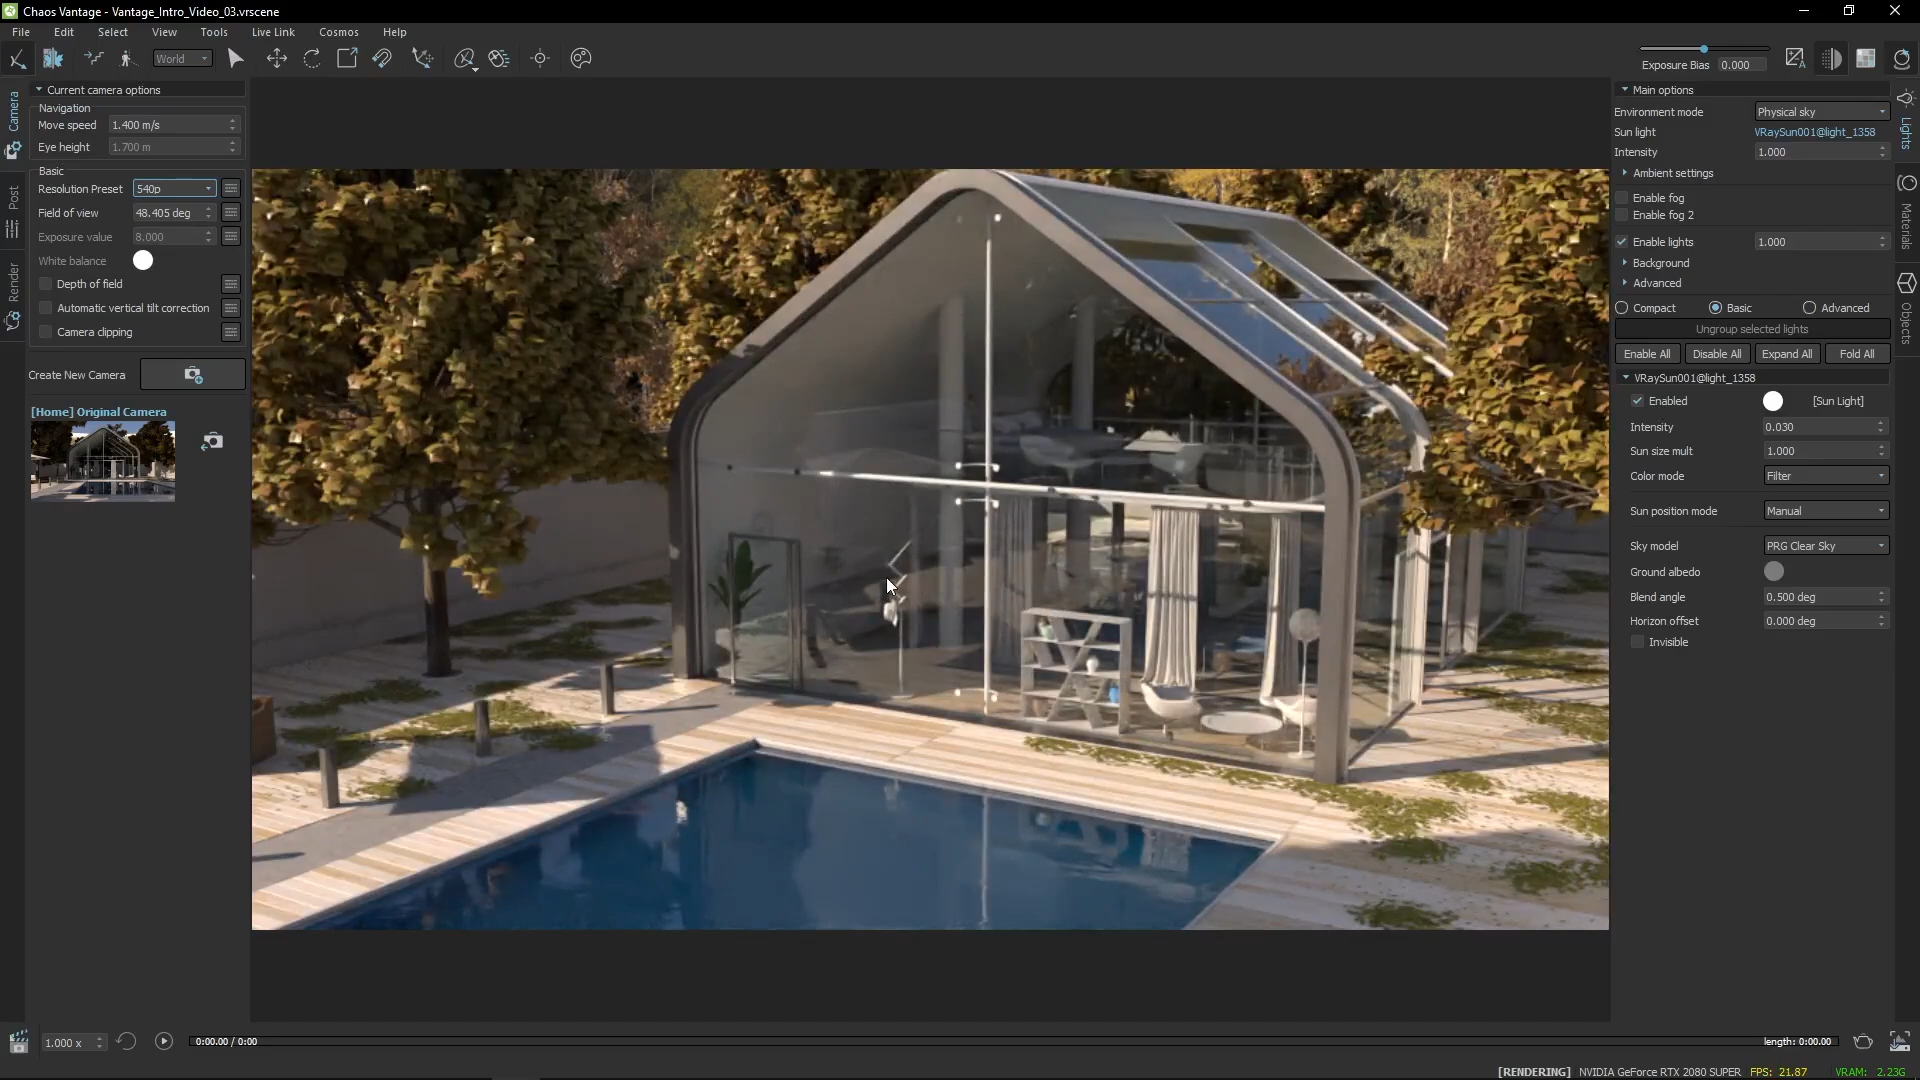 Chaos Vantage - Vantage_Intro_Video_03.vrscene
File Edit Select View Tools Live Link Cosmos Help
World
Exposure Bias 0.000
Camera
Post
Render
Current camera options
Navigation
Move speed 1.400 m/s
Eye height 1.700 m
Basic
Resolution Preset 540p
Field of view 48.405 deg
Exposure value 8.000
White balance
Depth of field
Automatic vertical tilt correction
Camera clipping
Create New Camera
[Home] Original Camera
Main options
Environment mode Physical sky
Sun light VRaySun001@light_1358
Intensity 1.000
Ambient settings
Enable fog
Enable fog 2
Enable lights 1.000
Background
Advanced
Compact Basic Advanced
Ungroup selected lights
Enable All Disable All Expand All Fold All
VRaySun001@light_1358
Enabled [Sun Light]
Intensity 0.030
Sun size mult 1.000
Color mode Filter
Sun position mode Manual
Sky model PRG Clear Sky
Ground albedo
Blend angle 0.500 deg
Horizon offset 0.000 deg
Invisible
Lights
Materials
Objects
1.000 x
0:00.00 / 0:00
length: 0:00.00
[RENDERING] NVIDIA GeForce RTX 2080 SUPER FPS: 21.87 VRAM: 2.23G